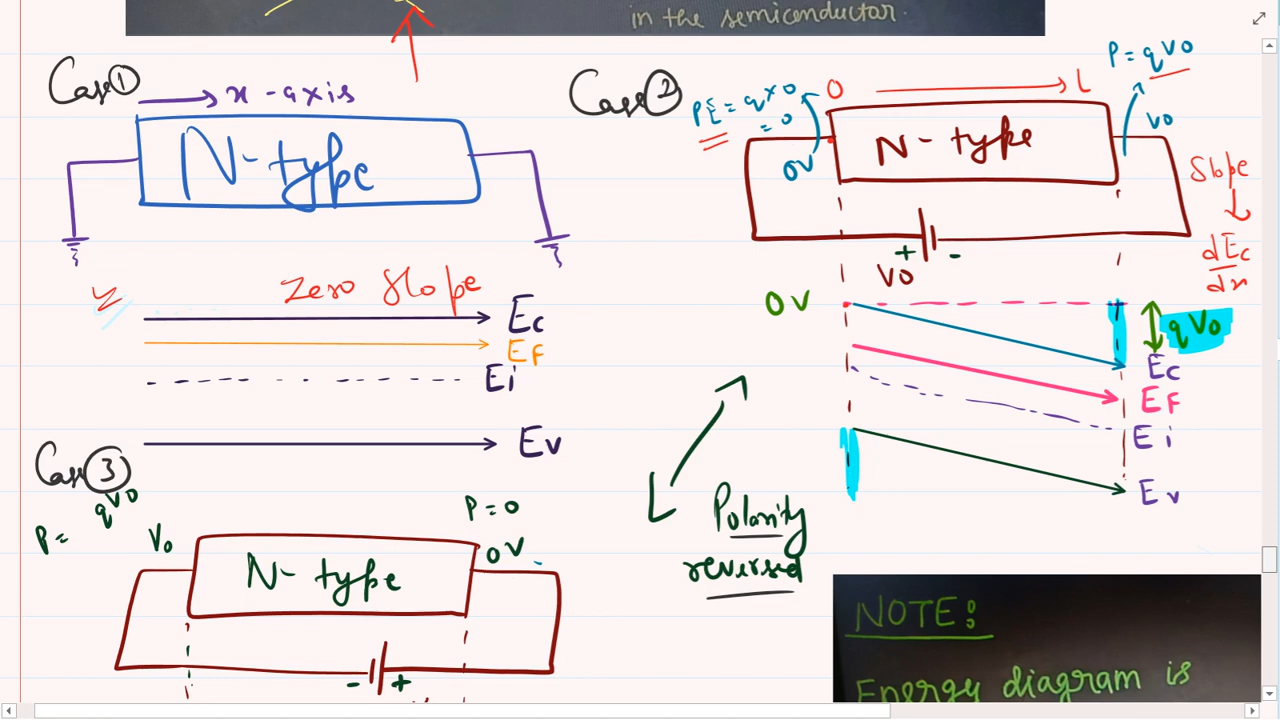 in the semiconductor.
Case ①
x - axis
N-type
Zero Slope
Ec
EF
Ei
Ev
Case ②
PE = q×0
= 0
0V
0
L
P = qV0
V0
N-type
+ -
V0
Slope
dEc
dx
0V
qV0
Ec
EF
Ei
Ev
Polarity
reversed
Case ③
P = qV0
V0
P = 0
0V
N- type
- +
NOTE:
Energy diagram is